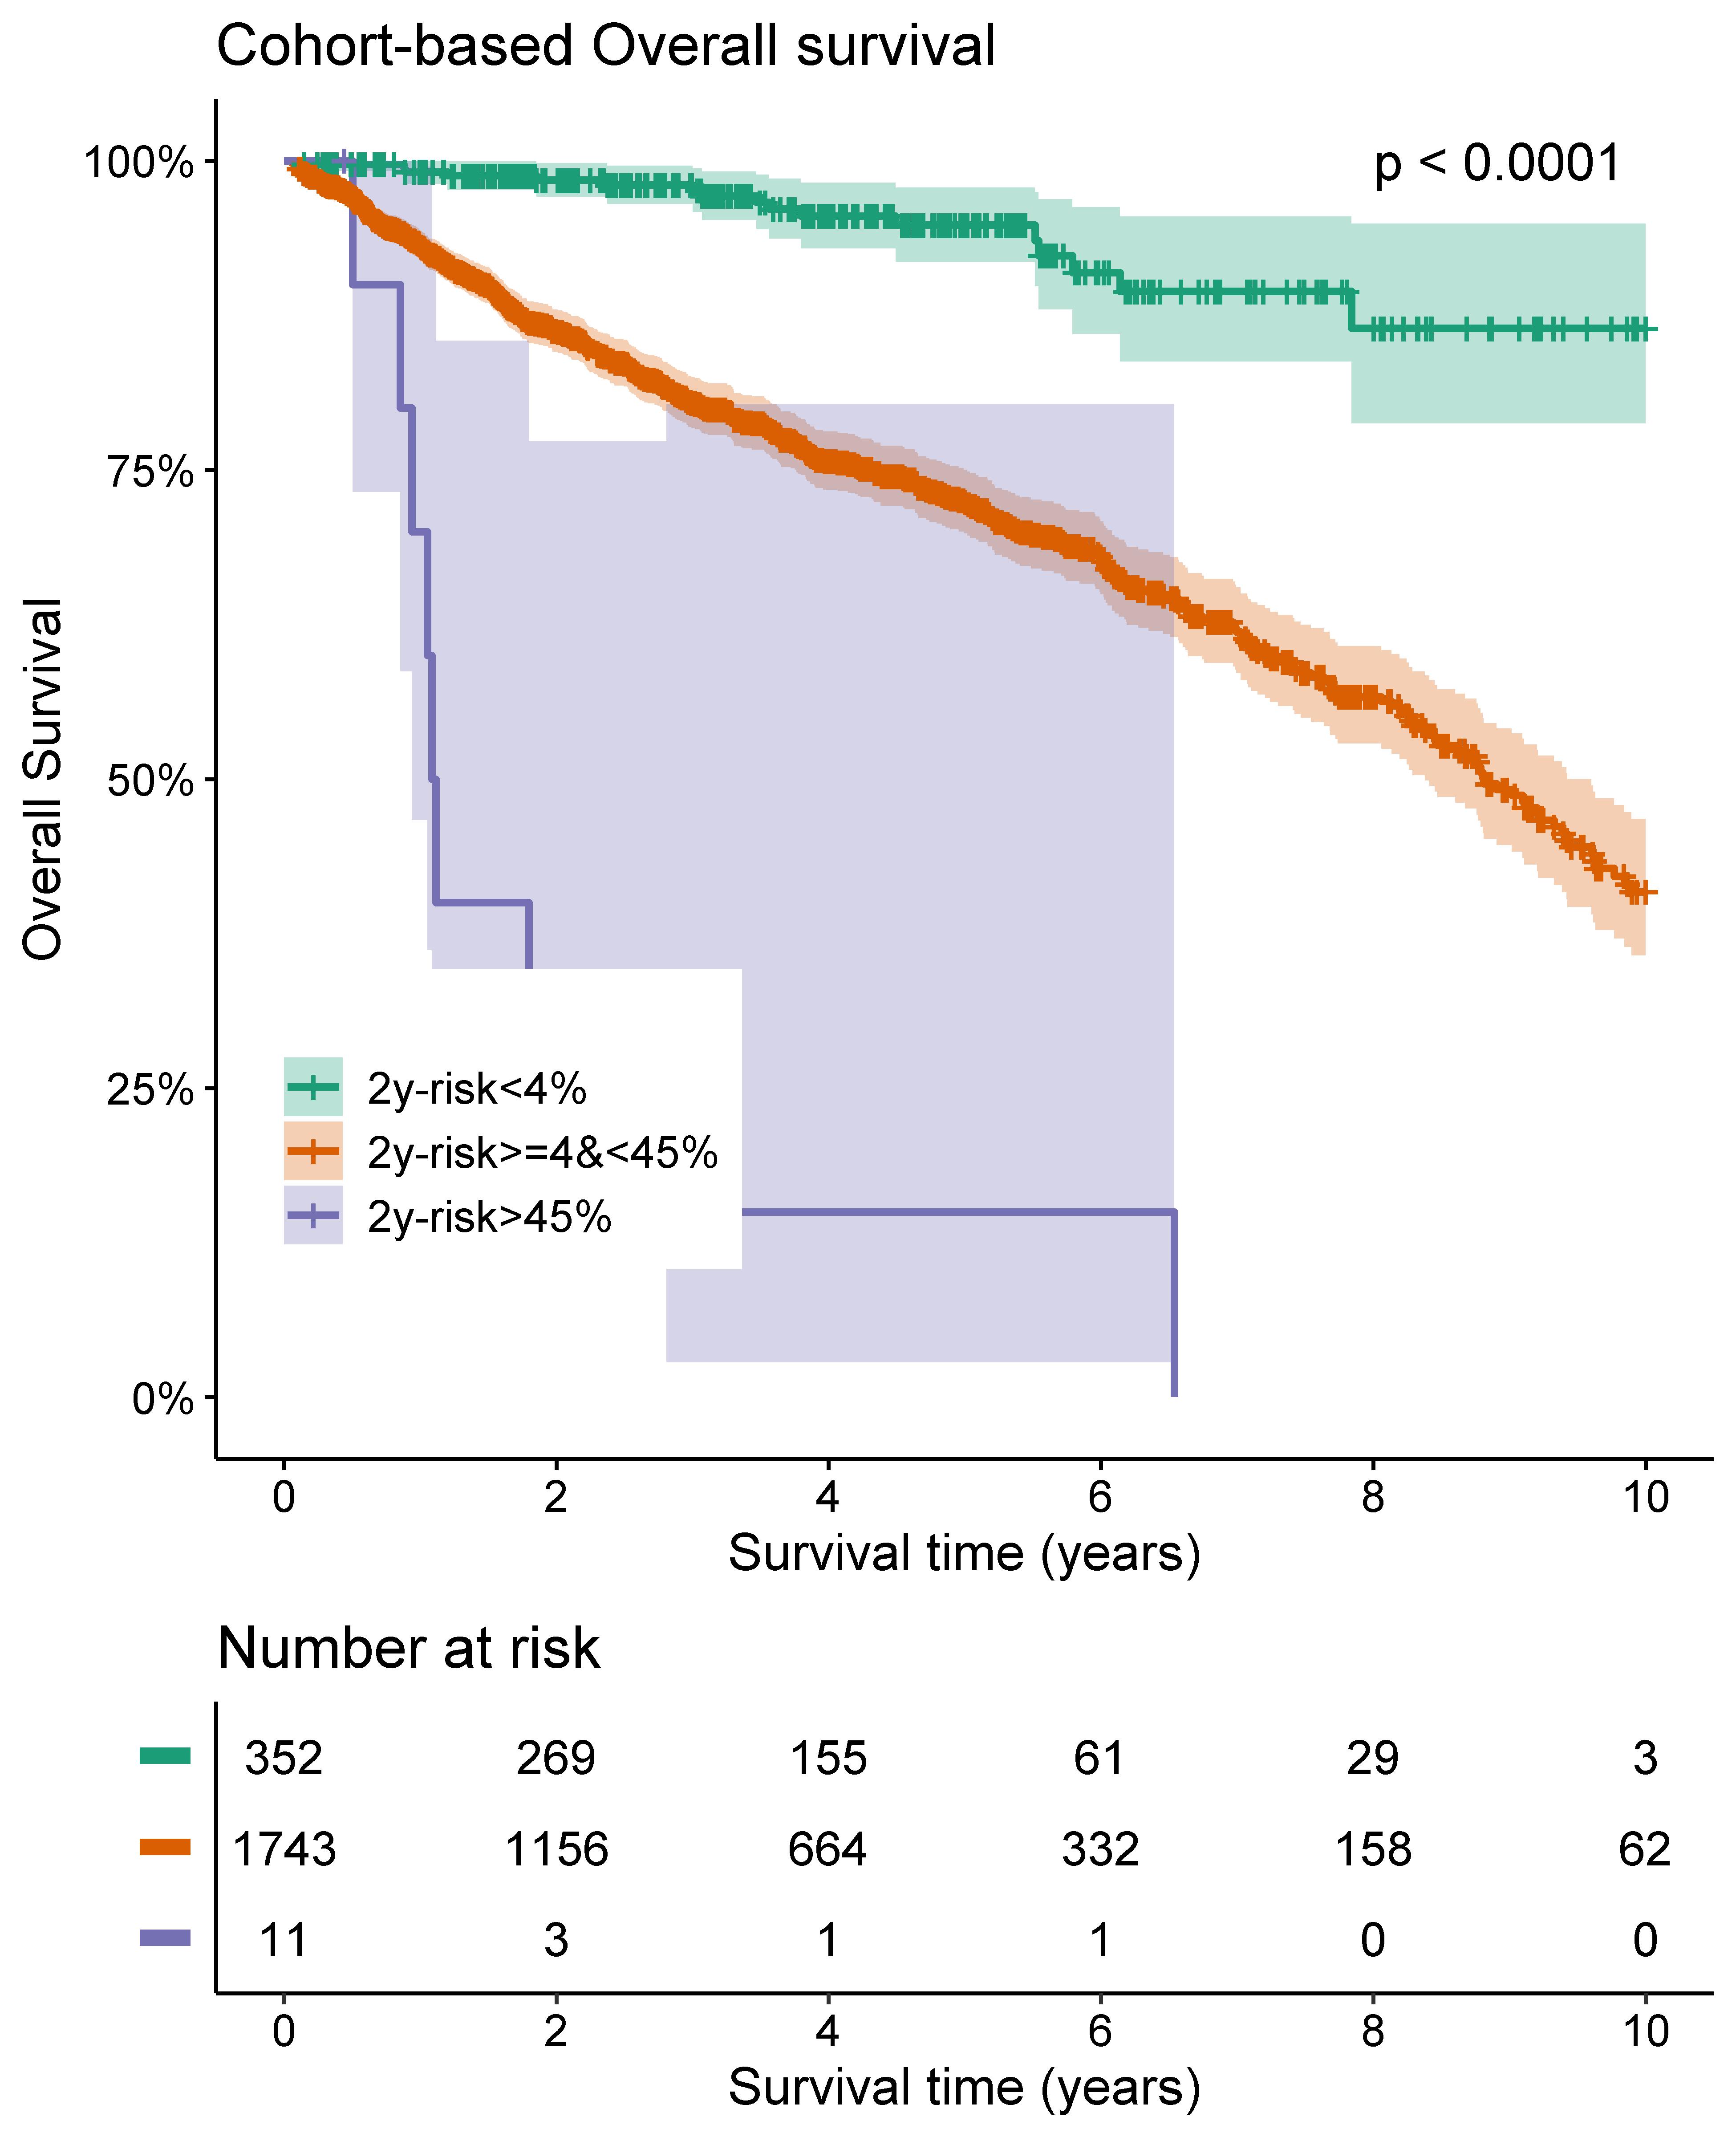 Cohort-based Overall survival
100%
75%
50%
25%
0%
Overall Survival
p < 0.0001
2y-risk<4%
2y-risk>=4&<45%
2y-risk>45%
0 2 4 6 8 10
Survival time (years)
Number at risk
352 269 155 61 29 3
1743 1156 664 332 158 62
11 3 1 1 0 0
0 2 4 6 8 10
Survival time (years)